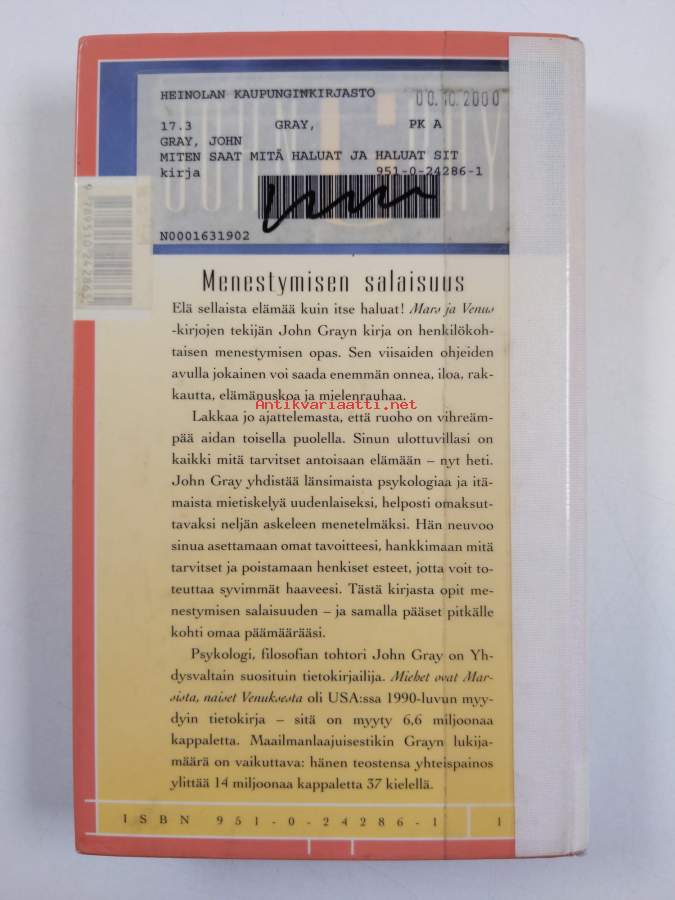 HEINOLAN KAUPUNGINKIRJASTO 00.10.2000
17.3 GRAY, PK A
GRAY, JOHN
MITEN SAAT MITÄ HALUAT JA HALUAT SIT
kirja 951-0-24286-1
N0001631902
Menestymisen salaisuus
Elä sellaista elämää kuin itse haluat! Mars ja Venus
-kirjojen tekijän John Grayn kirja on henkilökoh-
taisen menestymisen opas. Sen viisaiden ohjeiden
avulla jokainen voi saada enemmän onnea, iloa, rak-
kautta, elämänuskoa ja mielenrauhaa.
Antikvariaatti.net
Lakkaa jo ajattelemasta, että ruoho on vihreäm-
pää aidan toisella puolella. Sinun ulottuvillasi on
kaikki mitä tarvitset antoisaan elämään – nyt heti.
John Gray yhdistää länsimaista psykologiaa ja itä-
maista mietiskelyä uudenlaiseksi, helposti omaksut-
tavaksi neljän askeleen menetelmäksi. Hän neuvoo
sinua asettamaan omat tavoitteesi, hankkimaan mitä
tarvitset ja poistamaan henkiset esteet, jotta voit to-
teuttaa syvimmät haaveesi. Tästä kirjasta opit me-
nestymisen salaisuuden – ja samalla pääset pitkälle
kohti omaa päämäärääsi.
Psykologi, filosofian tohtori John Gray on Yh-
dysvaltain suosituin tietokirjailija. Miehet ovat Mar-
sista, naiset Venuksesta oli USA:ssa 1990-luvun myy-
dyin tietokirja – sitä on myyty 6,6 miljoonaa
kappaletta. Maailmanlaajuisestikin Grayn lukija-
määrä on vaikuttava: hänen teostensa yhteispainos
ylittää 14 miljoonaa kappaletta 37 kielellä.
ISBN 951-0-24286-1 1